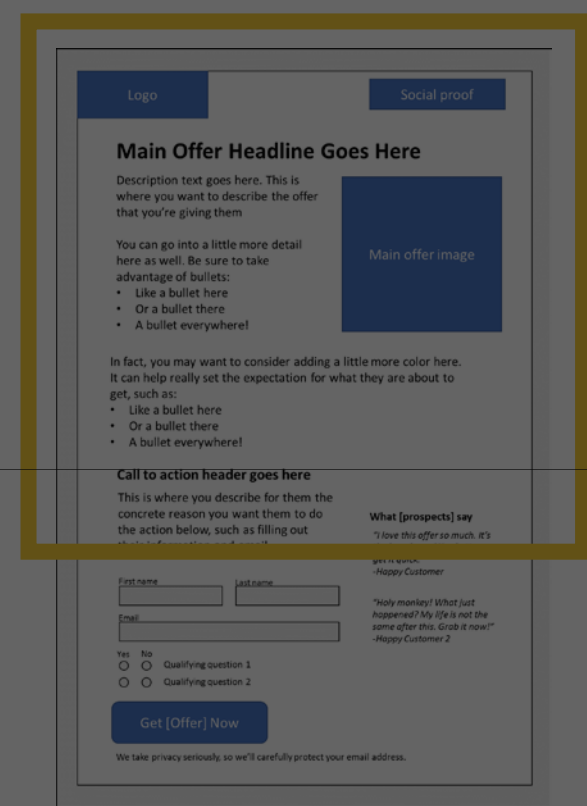 Logo
Social proof
Main Offer Headline Goes Here
Description text goes here. This is
where you want to describe the offer
that you're giving them
You can go into a little more detail
here as well. Be sure to take
advantage of bullets:
• Like a bullet here
• Or a bullet there
• A bullet everywhere!
Main offer image
In fact, you may want to consider adding a little more color here.
It can help really set the expectation for what they are about to
get, such as:
• Like a bullet here
• Or a bullet there
• A bullet everywhere!
Call to action header goes here
This is where you describe for them the
concrete reason you want them to do
the action below, such as filling out
What [prospects] say
"I love this offer so much. It's
get it quick.
-Happy Customer
"Holy monkey! What just
happened? My life is not the
same after this. Grab it now!"
-Happy Customer 2
First name
Last name
Email
Yes No
Qualifying question 1
Qualifying question 2
Get [Offer] Now
We take privacy seriously, so we'll carefully protect your email address.